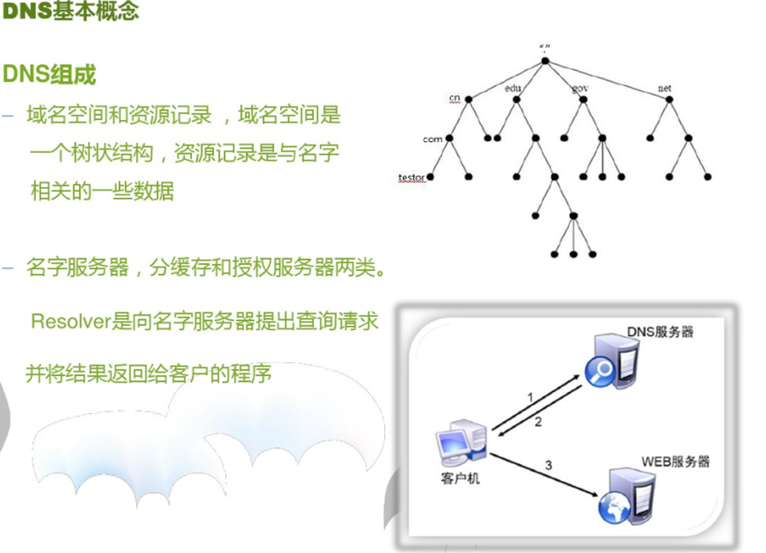 DNS基本概念
DNS组成
– 域名空间和资源记录 ，域名空间是
一个树状结构，资源记录是与名字
相关的一些数据
– 名字服务器，分缓存和授权服务器两类。
Resolver是向名字服务器提出查询请求
并将结果返回给客户的程序
“”
cn edu gov net
com
testor
DNS服务器
1
2
3
客户机
WEB服务器